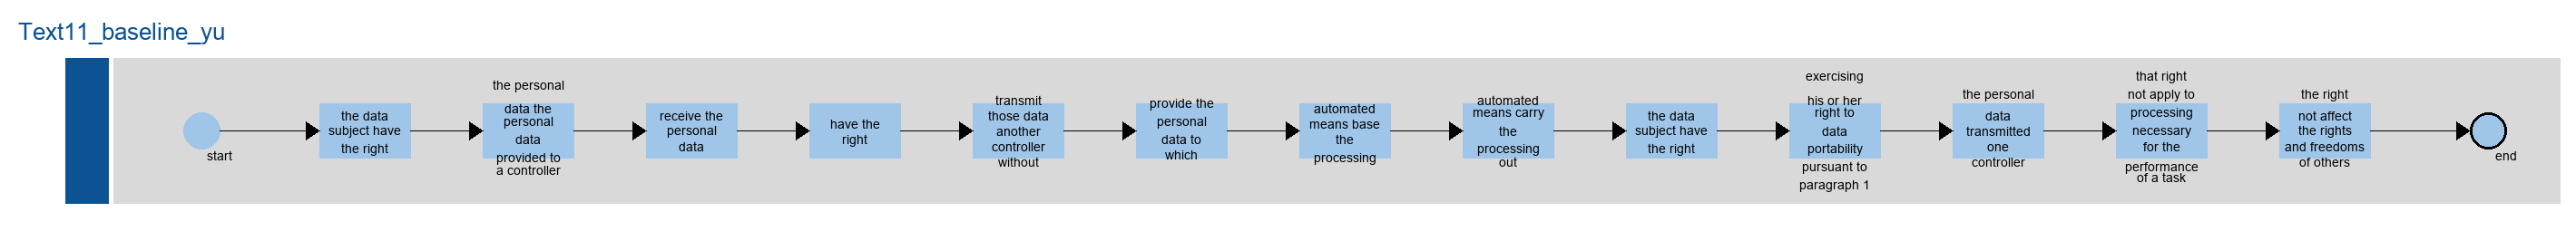 Text11_baseline_yu
start
the data
subject have
the right
the personal
data the
personal
data
provided to
a controller
receive the
personal
data
have the
right
transmit
those data
another
controller
without
provide the
personal
data to
which
automated
means base
the
processing
automated
means carry
the
processing
out
the data
subject have
the right
exercising
his or her
right to
data
portability
pursuant to
paragraph 1
the personal
data
transmitted
one
controller
that right
not apply to
processing
necessary
for the
performance
of a task
the right
not affect
the rights
and freedoms
of others
end